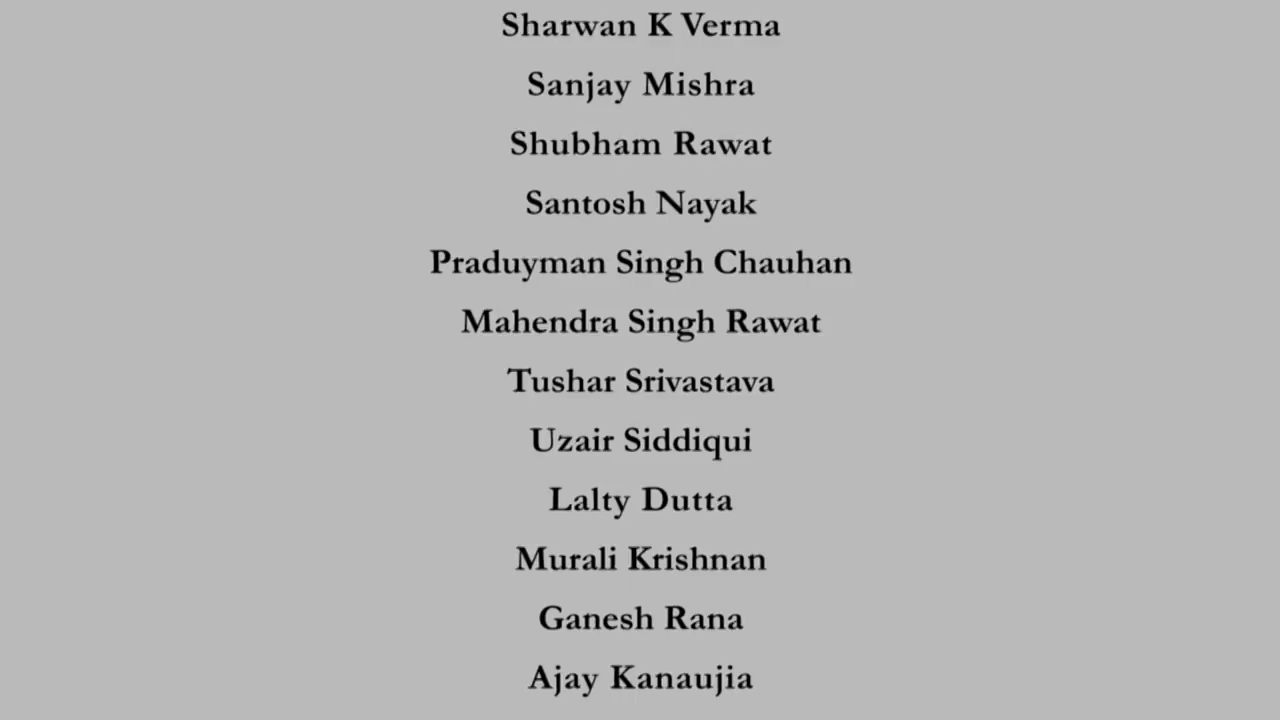 Sharwan K Verma
Sanjay Mishra
Shubham Rawat
Santosh Nayak
Praduyman Singh Chauhan
Mahendra Singh Rawat
Tushar Srivastava
Uzair Siddiqui
Lalty Dutta
Murali Krishnan
Ganesh Rana
Ajay Kanaujia